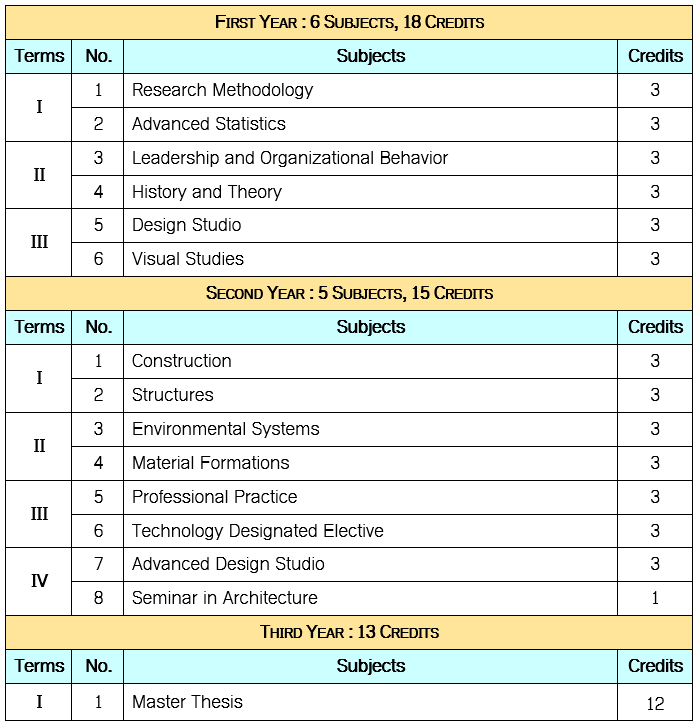 First Year : 6 Subjects, 18 Credits
Terms No. Subjects Credits
I 1 Research Methodology 3
2 Advanced Statistics 3
II 3 Leadership and Organizational Behavior 3
4 History and Theory 3
III 5 Design Studio 3
6 Visual Studies 3
Second Year : 5 Subjects, 15 Credits
Terms No. Subjects Credits
I 1 Construction 3
2 Structures 3
II 3 Environmental Systems 3
4 Material Formations 3
III 5 Professional Practice 3
6 Technology Designated Elective 3
IV 7 Advanced Design Studio 3
8 Seminar in Architecture 1
Third Year : 13 Credits
Terms No. Subjects Credits
I 1 Master Thesis 12